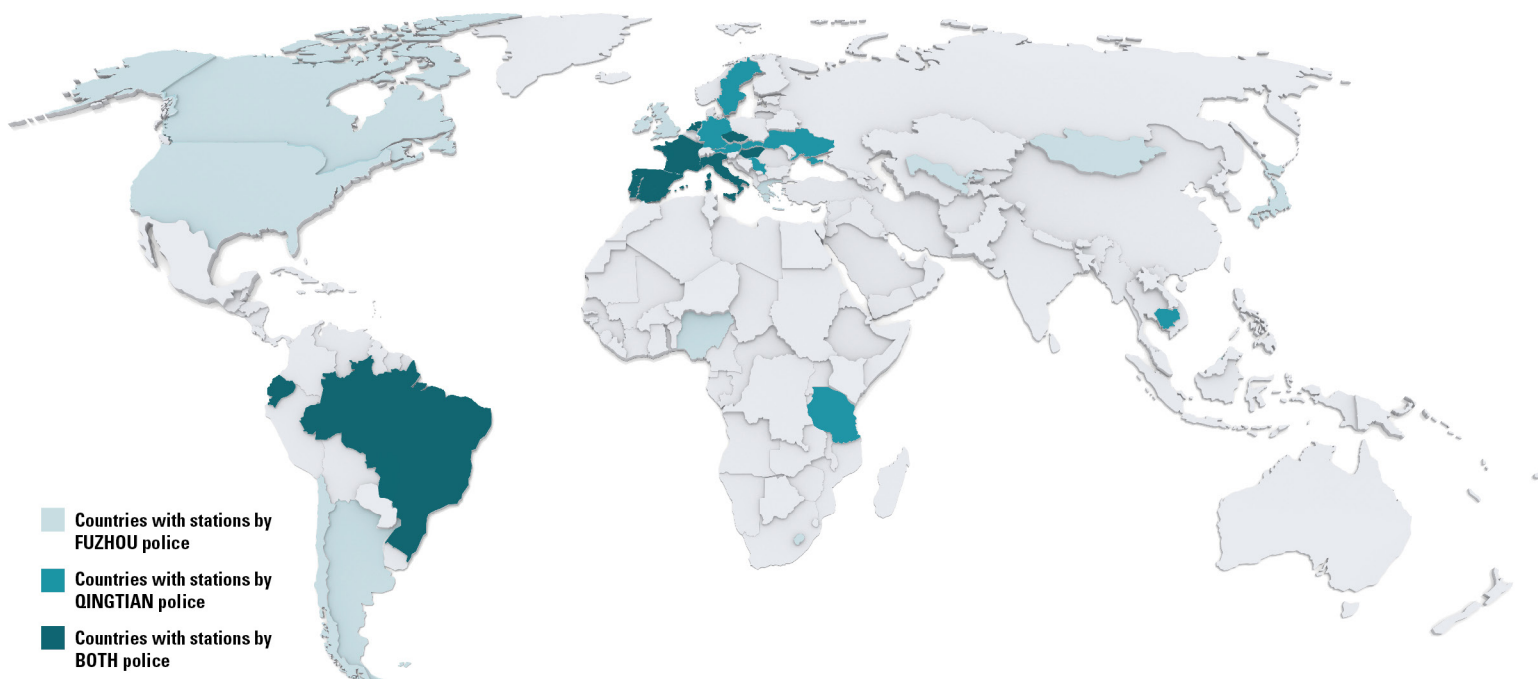 Countries with stations by
FUZHOU police
Countries with stations by
QINGTIAN police
Countries with stations by
BOTH police